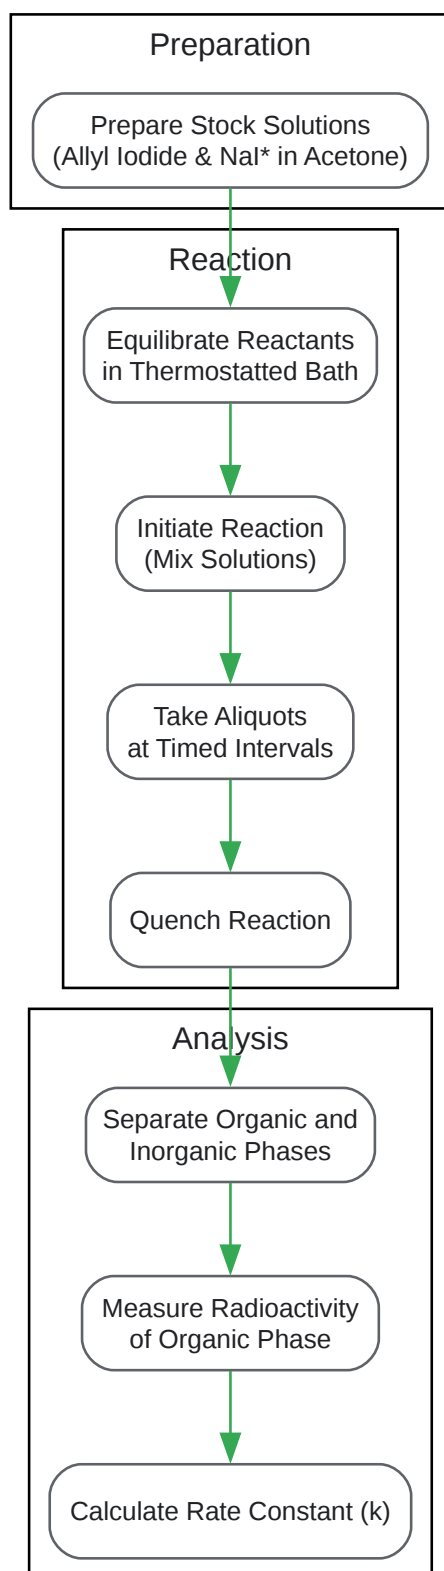 Preparation
Prepare Stock Solutions
(Allyl Iodide & NaI* in Acetone)
Reaction
Equilibrate Reactants
in Thermostatted Bath
Initiate Reaction
(Mix Solutions)
Take Aliquots
at Timed Intervals
Quench Reaction
Analysis
Separate Organic and
Inorganic Phases
Measure Radioactivity
of Organic Phase
Calculate Rate Constant (k)